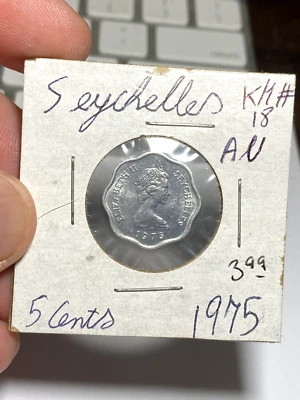 Seychelles
KM#
18
AU
ELIZABETH II SEYCHELLES
1975
3.99
5 Cents
1975